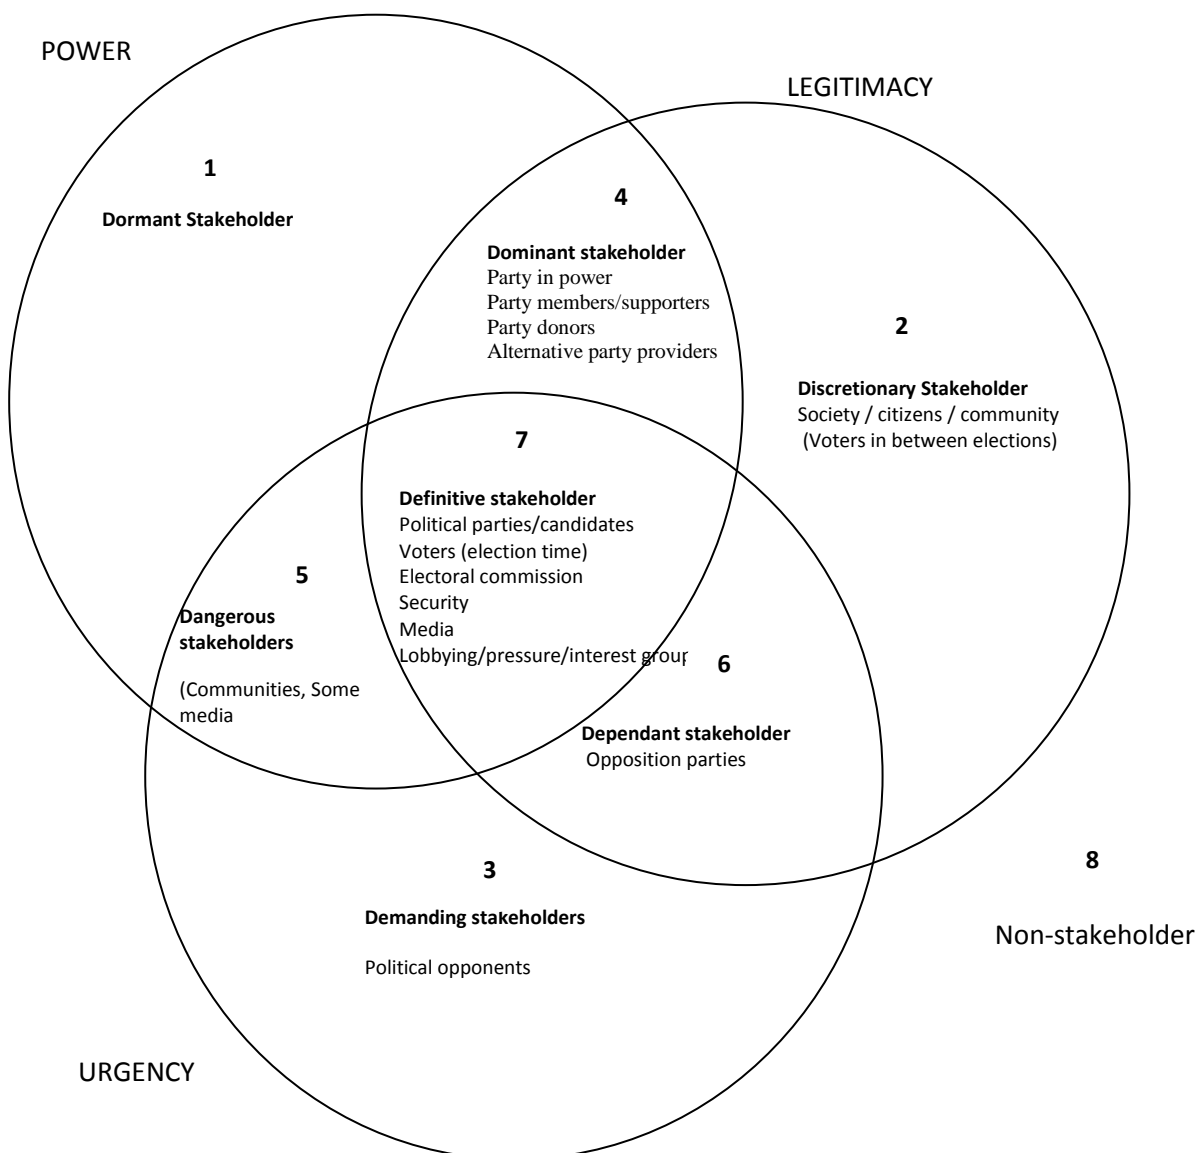 POWER
LEGITIMACY
1
Dormant Stakeholder
4
Dominant stakeholder
Party in power
Party members/supporters
Party donors
Alternative party providers
2
Discretionary Stakeholder
Society / citizens / community
(Voters in between elections)
7
Definitive stakeholder
Political parties/candidates
Voters (election time)
Electoral commission
Security
Media
Lobbying/pressure/interest group
5
Dangerous
stakeholders
(Communities, Some
media
6
Dependant stakeholder
Opposition parties
3
Demanding stakeholders
Political opponents
8
Non-stakeholder
URGENCY